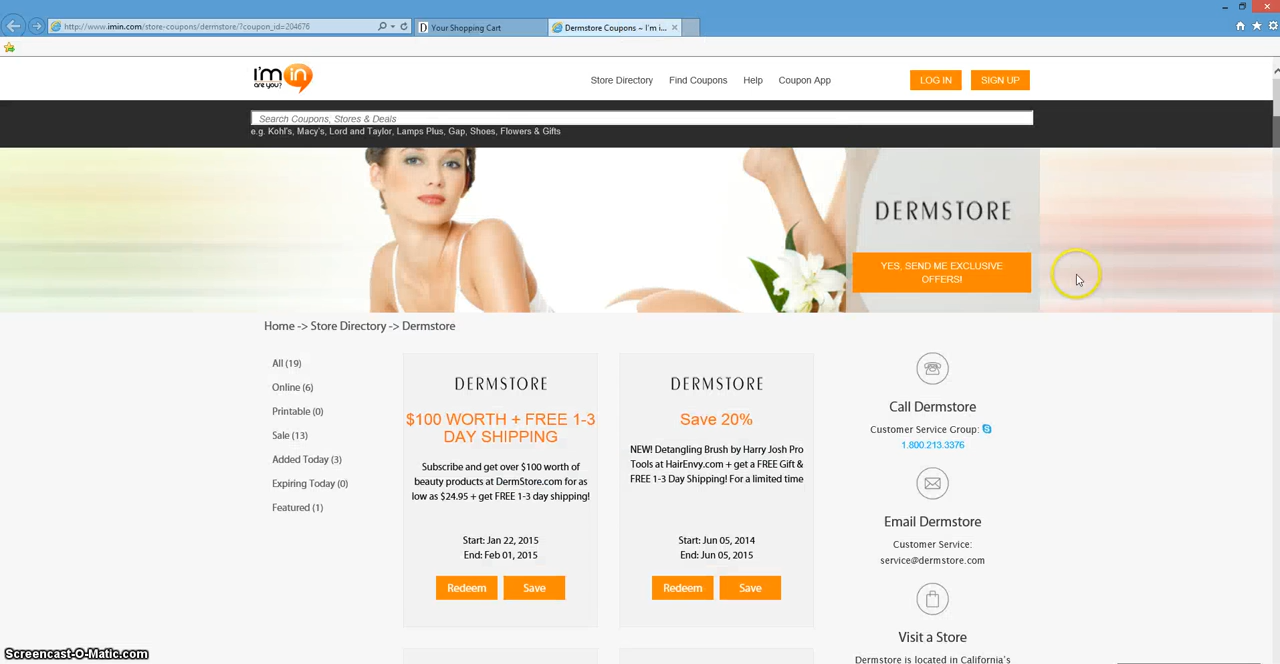 http://www.imin.com/store-coupons/dermstore/?coupon_id=204676
D Your Shopping Cart
Dermstore Coupons ~ I'm i...
I'm in
are you?
Store Directory
Find Coupons
Help
Coupon App
LOG IN
SIGN UP
Search Coupons, Stores & Deals
e.g. Kohl's, Macy's, Lord and Taylor, Lamps Plus, Gap, Shoes, Flowers & Gifts
DERMSTORE
YES, SEND ME EXCLUSIVE
OFFERS!
Home -> Store Directory -> Dermstore
All (19)
Online (6)
Printable (0)
Sale (13)
Added Today (3)
Expiring Today (0)
Featured (1)
DERMSTORE
$100 WORTH + FREE 1-3
DAY SHIPPING
Subscribe and get over $100 worth of
beauty products at DermStore.com for as
low as $24.95 + get FREE 1-3 day shipping!
Start: Jan 22, 2015
End: Feb 01, 2015
Redeem
Save
DERMSTORE
Save 20%
NEW! Detangling Brush by Harry Josh Pro
Tools at HairEnvy.com + get a FREE Gift &
FREE 1-3 Day Shipping! For a limited time
Start: Jun 05, 2014
End: Jun 05, 2015
Redeem
Save
Call Dermstore
Customer Service Group:
1.800.213.3376
Email Dermstore
Customer Service:
service@dermstore.com
Visit a Store
Dermstore is located in California's
Screencast-O-Matic.com